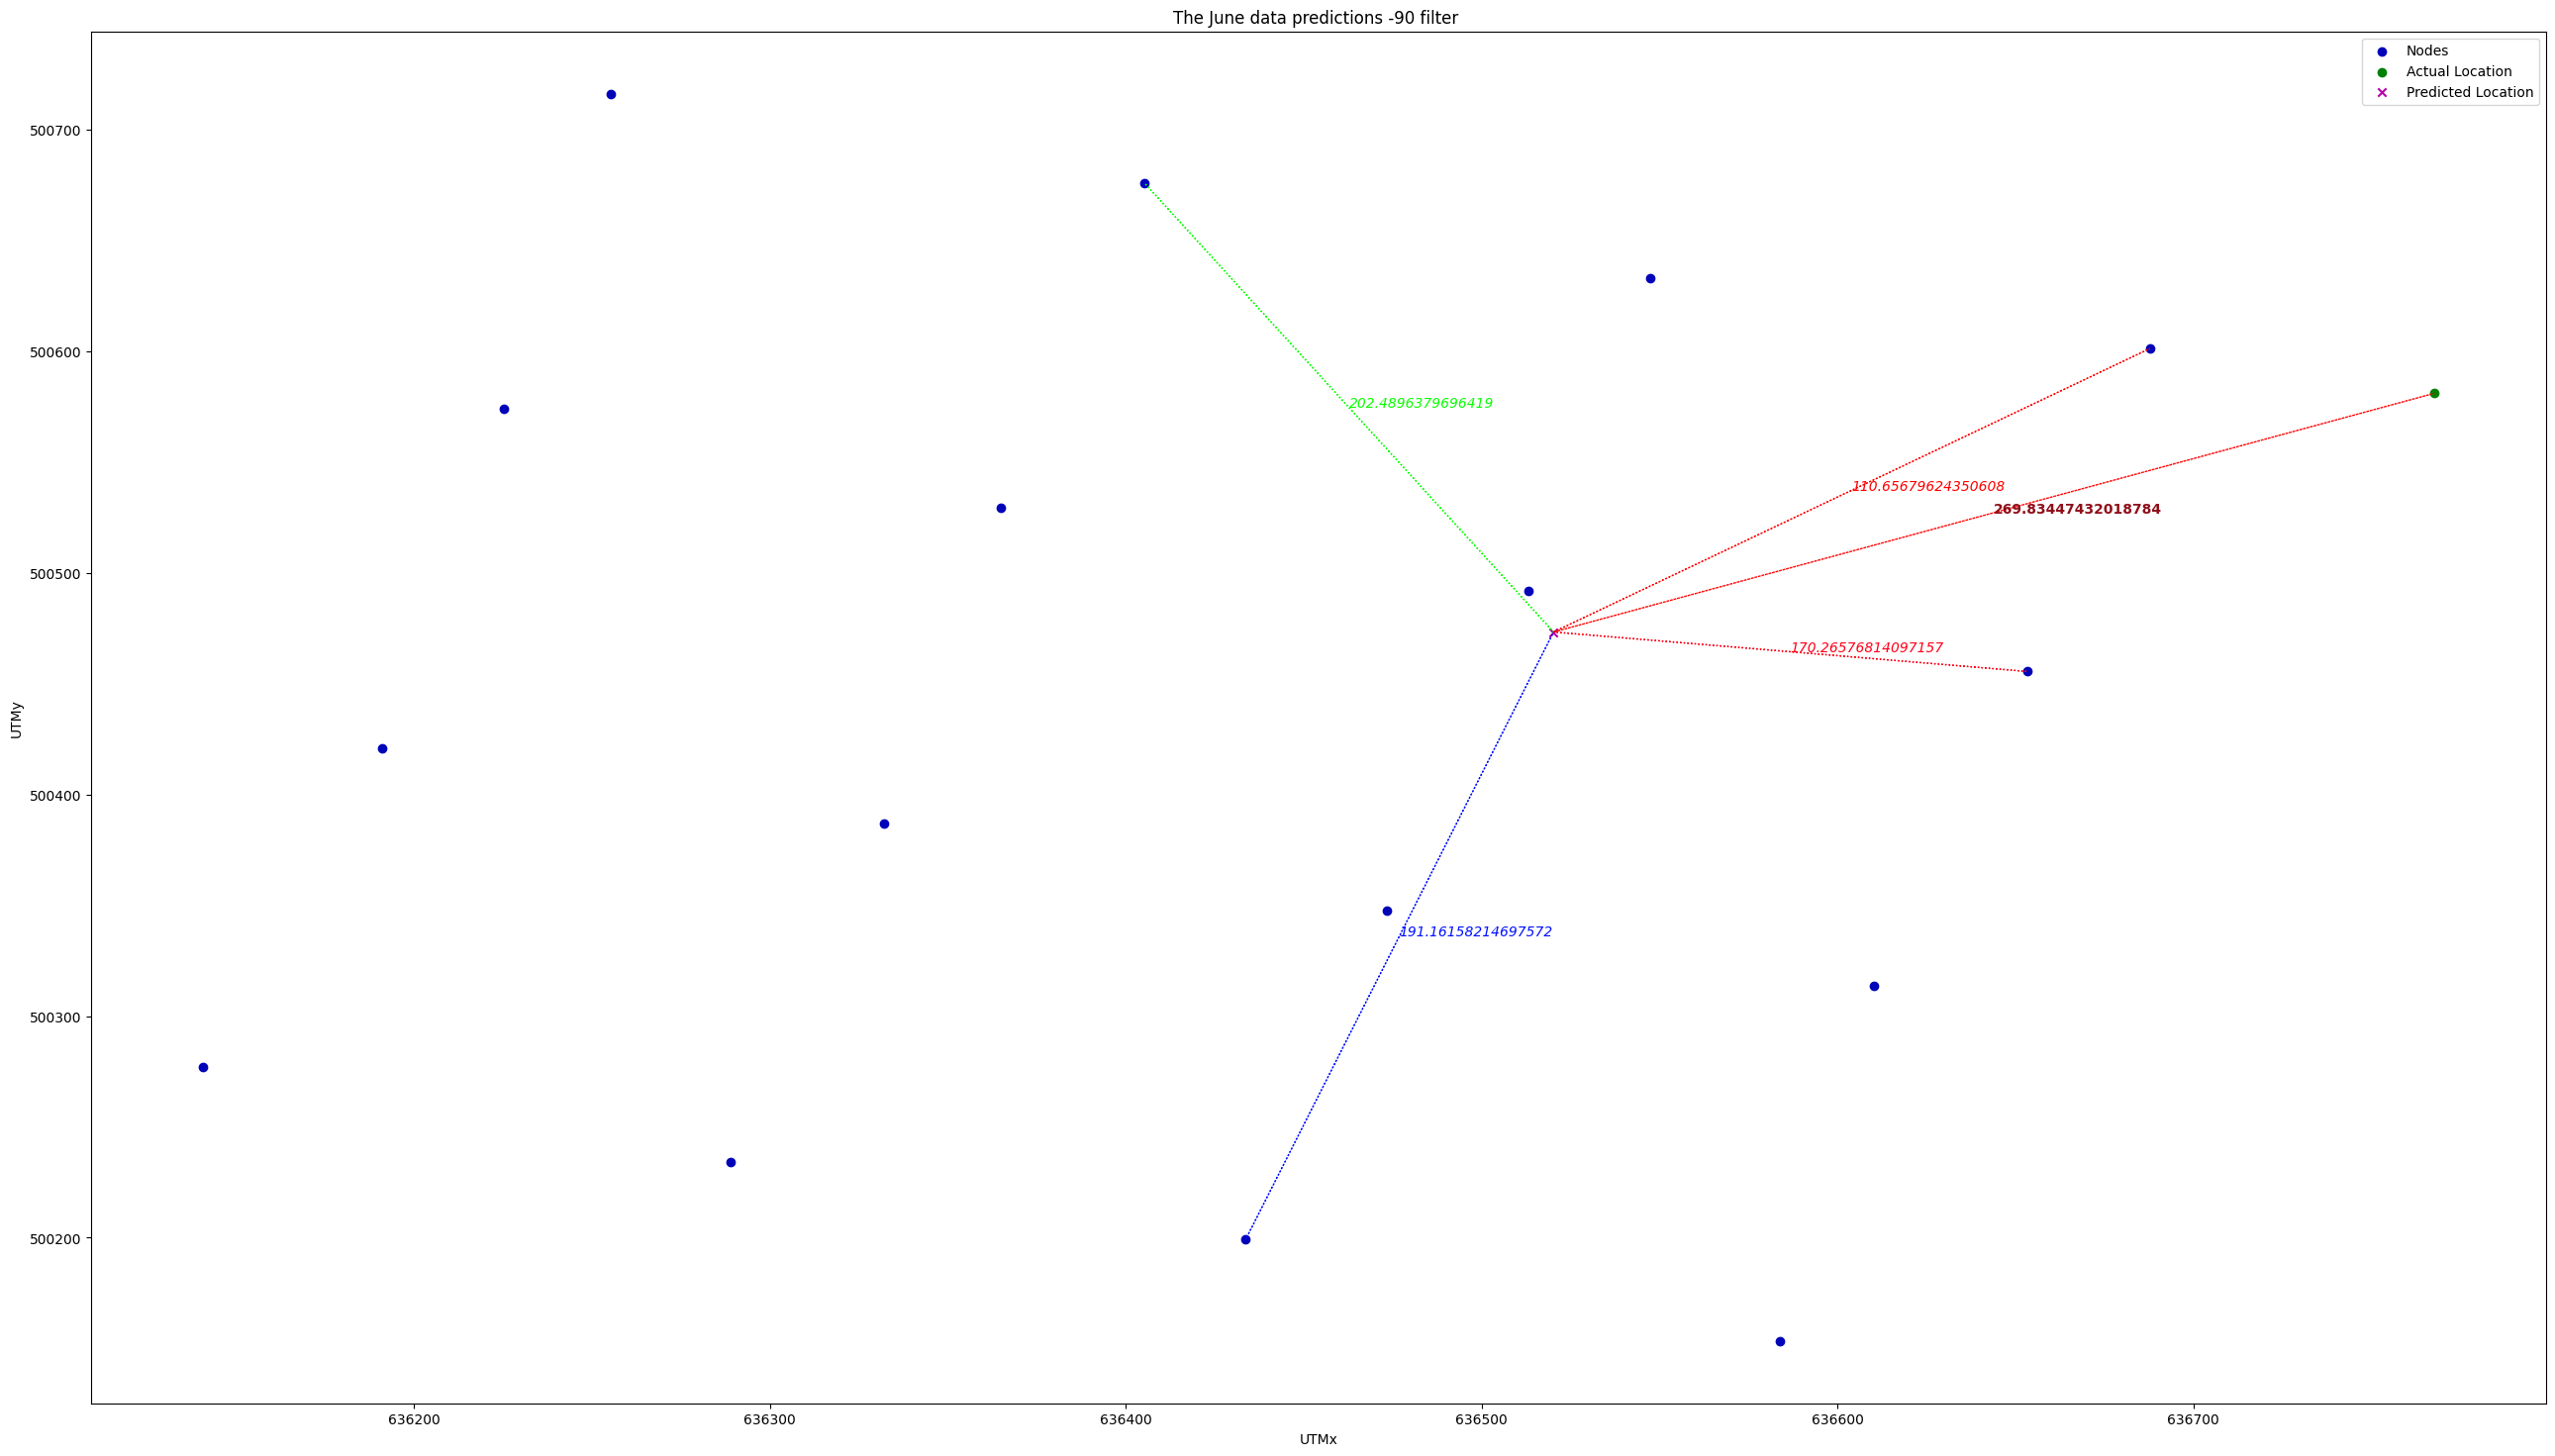 The June data predictions -90 filter
Nodes
Actual Location
Predicted Location
500700
500600
500500
500400
500300
500200
UTMy
202.4896379696419
110.65679624350608
269.83447432018784
170.26576814097157
191.16158214697572
636200
636300
636400
636500
636600
636700
UTMx